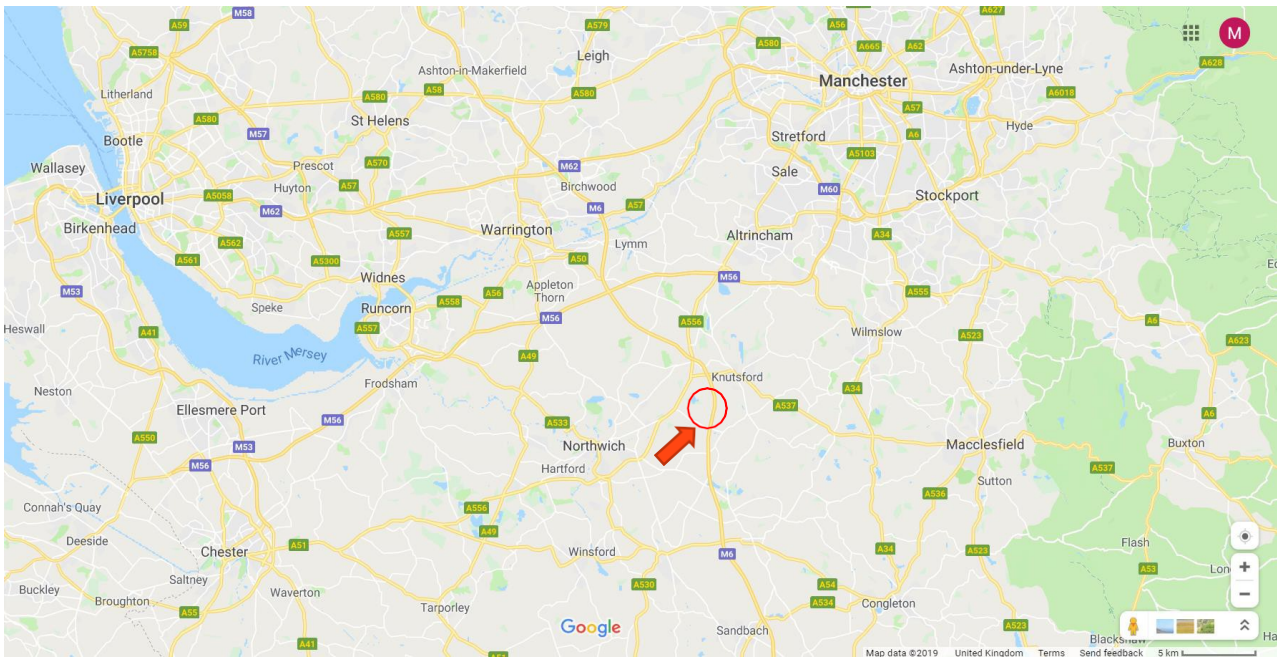 M58
A59
A579
A627
A5758
A580
A56
A665
A62
M
Leigh
Ashton-in-Makerfield
Manchester
Ashton-under-Lyne
A628
Litherland
A580
A58
A580
A6018
A57
A580
St Helens
Bootle
M57
Stretford
A6
Hyde
A5103
Wallasey
Prescot
A570
M62
Sale
Huyton
A57
Birchwood
M60
Liverpool
A5058
M62
M6
A57
Stockport
Birkenhead
A562
A557
Warrington
Lymm
Altrincham
A34
A561
A5300
A50
M53
Widnes
Appleton
Thorn
M56
A555
Speke
Runcorn
A558
A56
M56
A556
Heswall
A41
A557
Wilmslow
A523
A6
A623
River Mersey
A49
Neston
Frodsham
Knutsford
A34
A537
Ellesmere Port
M56
A533
A6
A550
M53
Northwich
Macclesfield
Buxton
M56
Hartford
A537
Sutton
A536
Connah's Quay
A556
Deeside
A49
Flash
Chester
A51
Winsford
M6
A34
A523
A53
Saltney
Buckley
Broughton
Waverton
A530
A54
A55
Tarporley
A534
Congleton
Google
Sandbach
A523
A41
Map data ©2019 United Kingdom Terms Send feedback 5 km